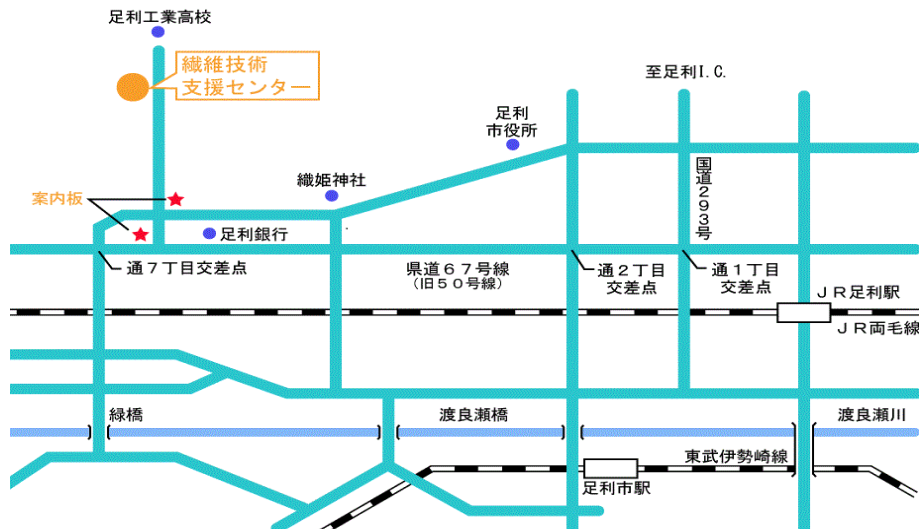 足利工業高校
繊維技術
支援センター
至足利I.C.
足利
市役所
国道293号
織姫神社
案内板
足利銀行
通7丁目交差点
県道67号線
(旧50号線)
通2丁目
交差点
通1丁目
交差点
JR足利駅
JR両毛線
緑橋
渡良瀬橋
渡良瀬川
東武伊勢崎線
足利市駅